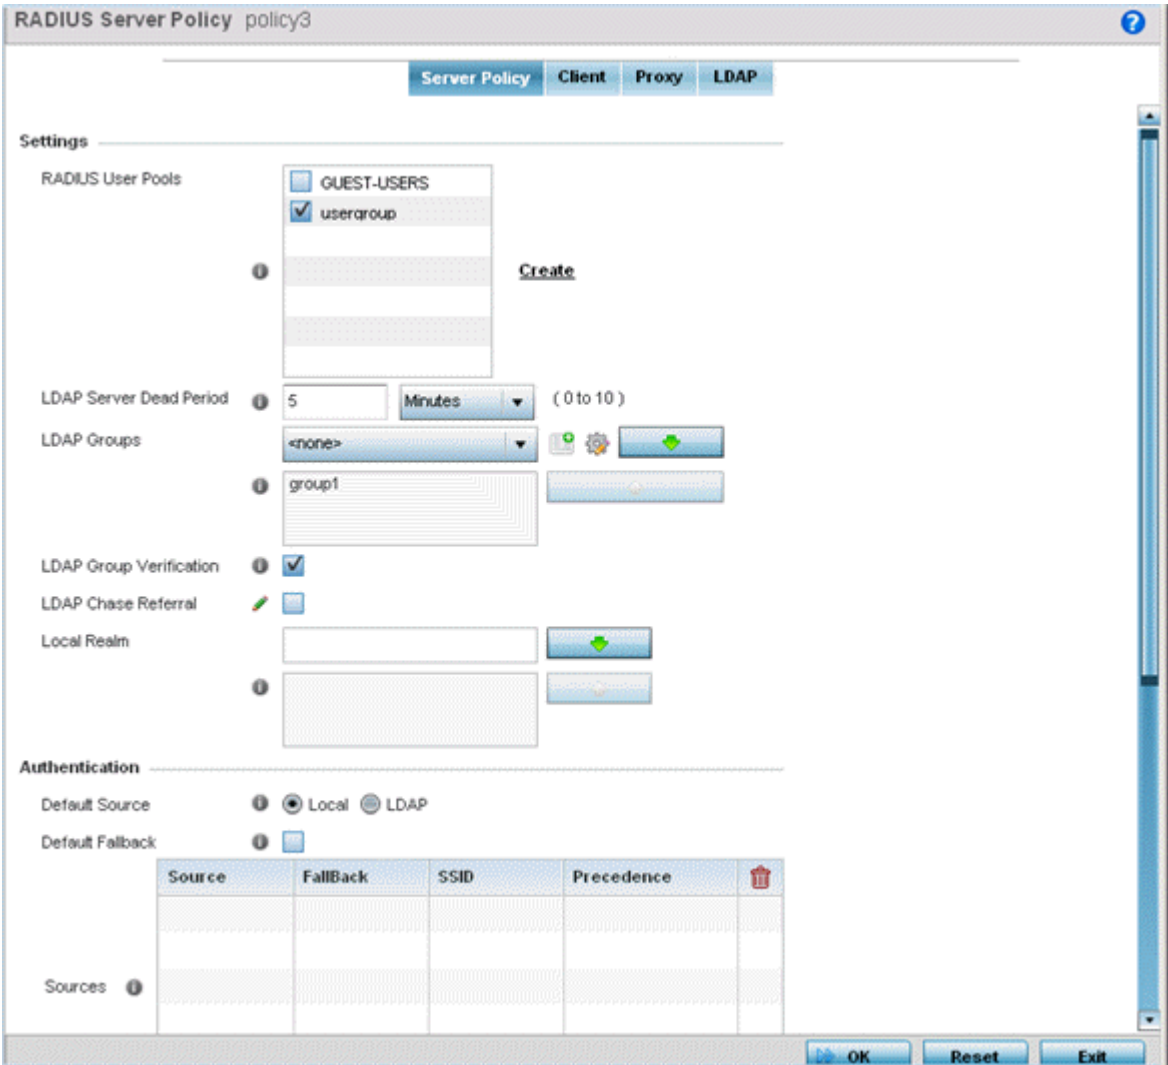 RADIUS Server Policy policy3
?
Server Policy Client Proxy LDAP
Settings
RADIUS User Pools
GUEST-USERS
usergroup
Create
LDAP Server Dead Period 5 Minutes ( 0 to 10 )
LDAP Groups <none>
group1
LDAP Group Verification
LDAP Chase Referral
Local Realm
Authentication
Default Source Local LDAP
Default Fallback
Source FallBack SSID Precedence
Sources
OK Reset Exit